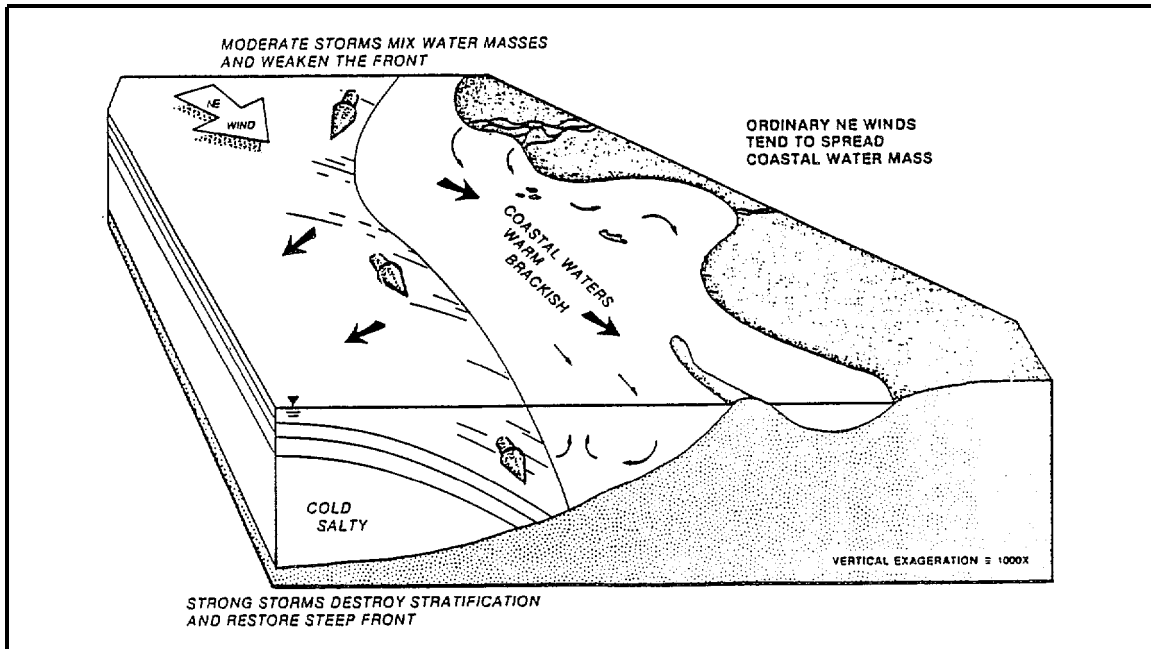 MODERATE STORMS MIX WATER MASSES
AND WEAKEN THE FRONT
NE
WIND
ORDINARY NE WINDS
TEND TO SPREAD
COASTAL WATER MASS
COASTAL WATERS
WARM
BRACKISH
COLD
SALTY
VERTICAL EXAGERATION ≅ 1000X
STRONG STORMS DESTROY STRATIFICATION
AND RESTORE STEEP FRONT